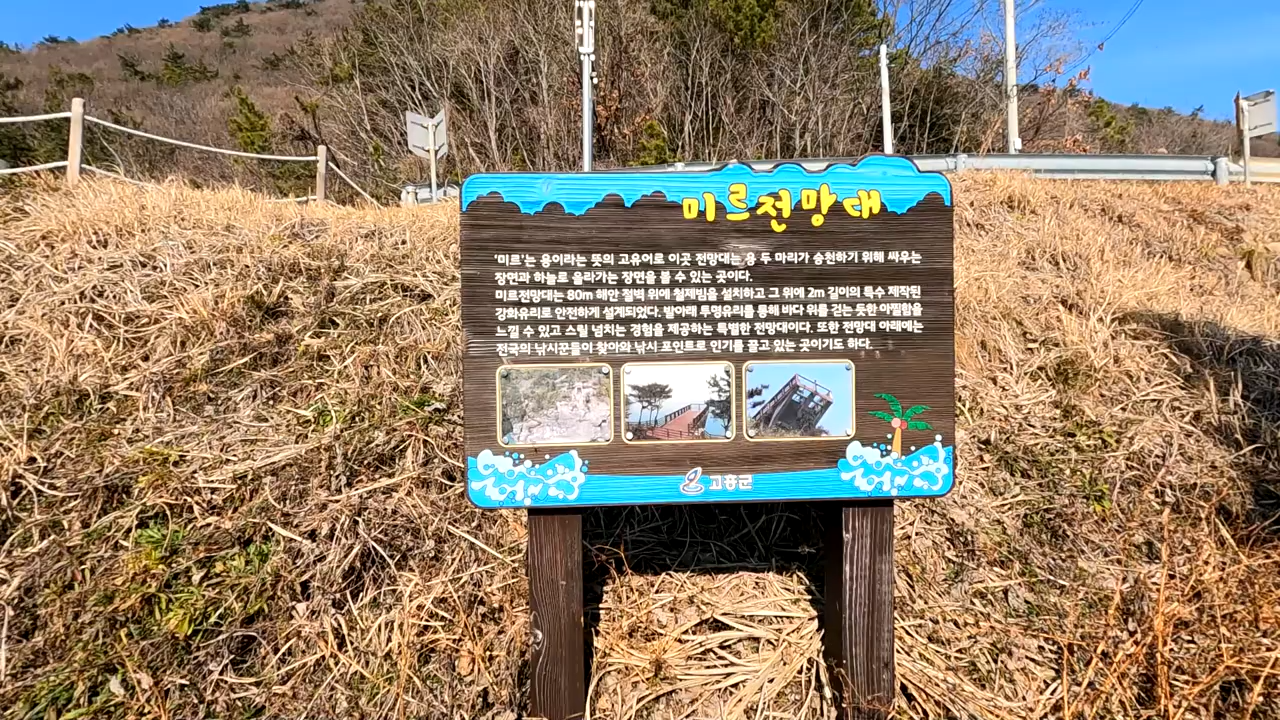 미르전망대
'미르'는 용이라는 뜻의 고유어로 이곳 전망대는 용 두 마리가 승천하기 위해 싸우는
장면과 하늘로 올라가는 장면을 볼 수 있는 곳이다.
미르전망대는 80m 해안 절벽 위에 철제빔을 설치하고 그 위에 2m 길이의 특수 제작된
강화유리로 안전하게 설계되었다. 발아래 투명유리를 통해 바다 위를 걷는 듯한 아찔함을
느낄 수 있고 스릴 넘치는 경험을 제공하는 특별한 전망대이다. 또한 전망대 아래에는
전국의 낚시꾼들이 찾아와 낚시 포인트로 인기를 끌고 있는 곳이기도 하다.
고흥군